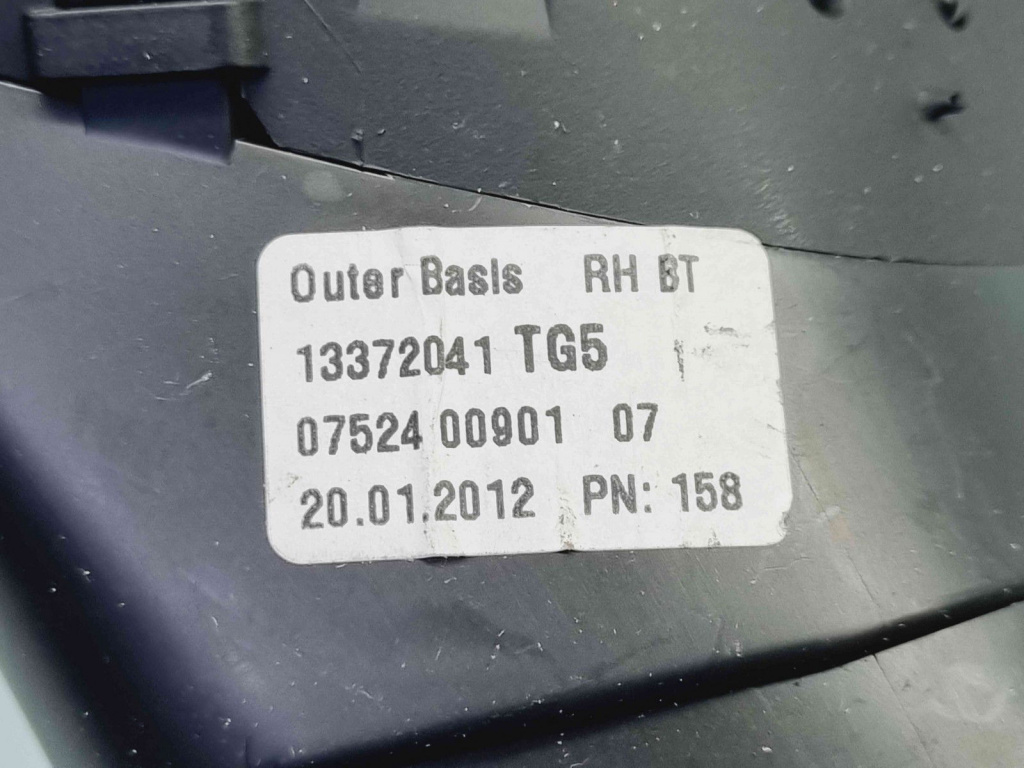 Outer Basis RH BT
13372041 TG5
07524 00901 07
20.01.2012 PN: 158